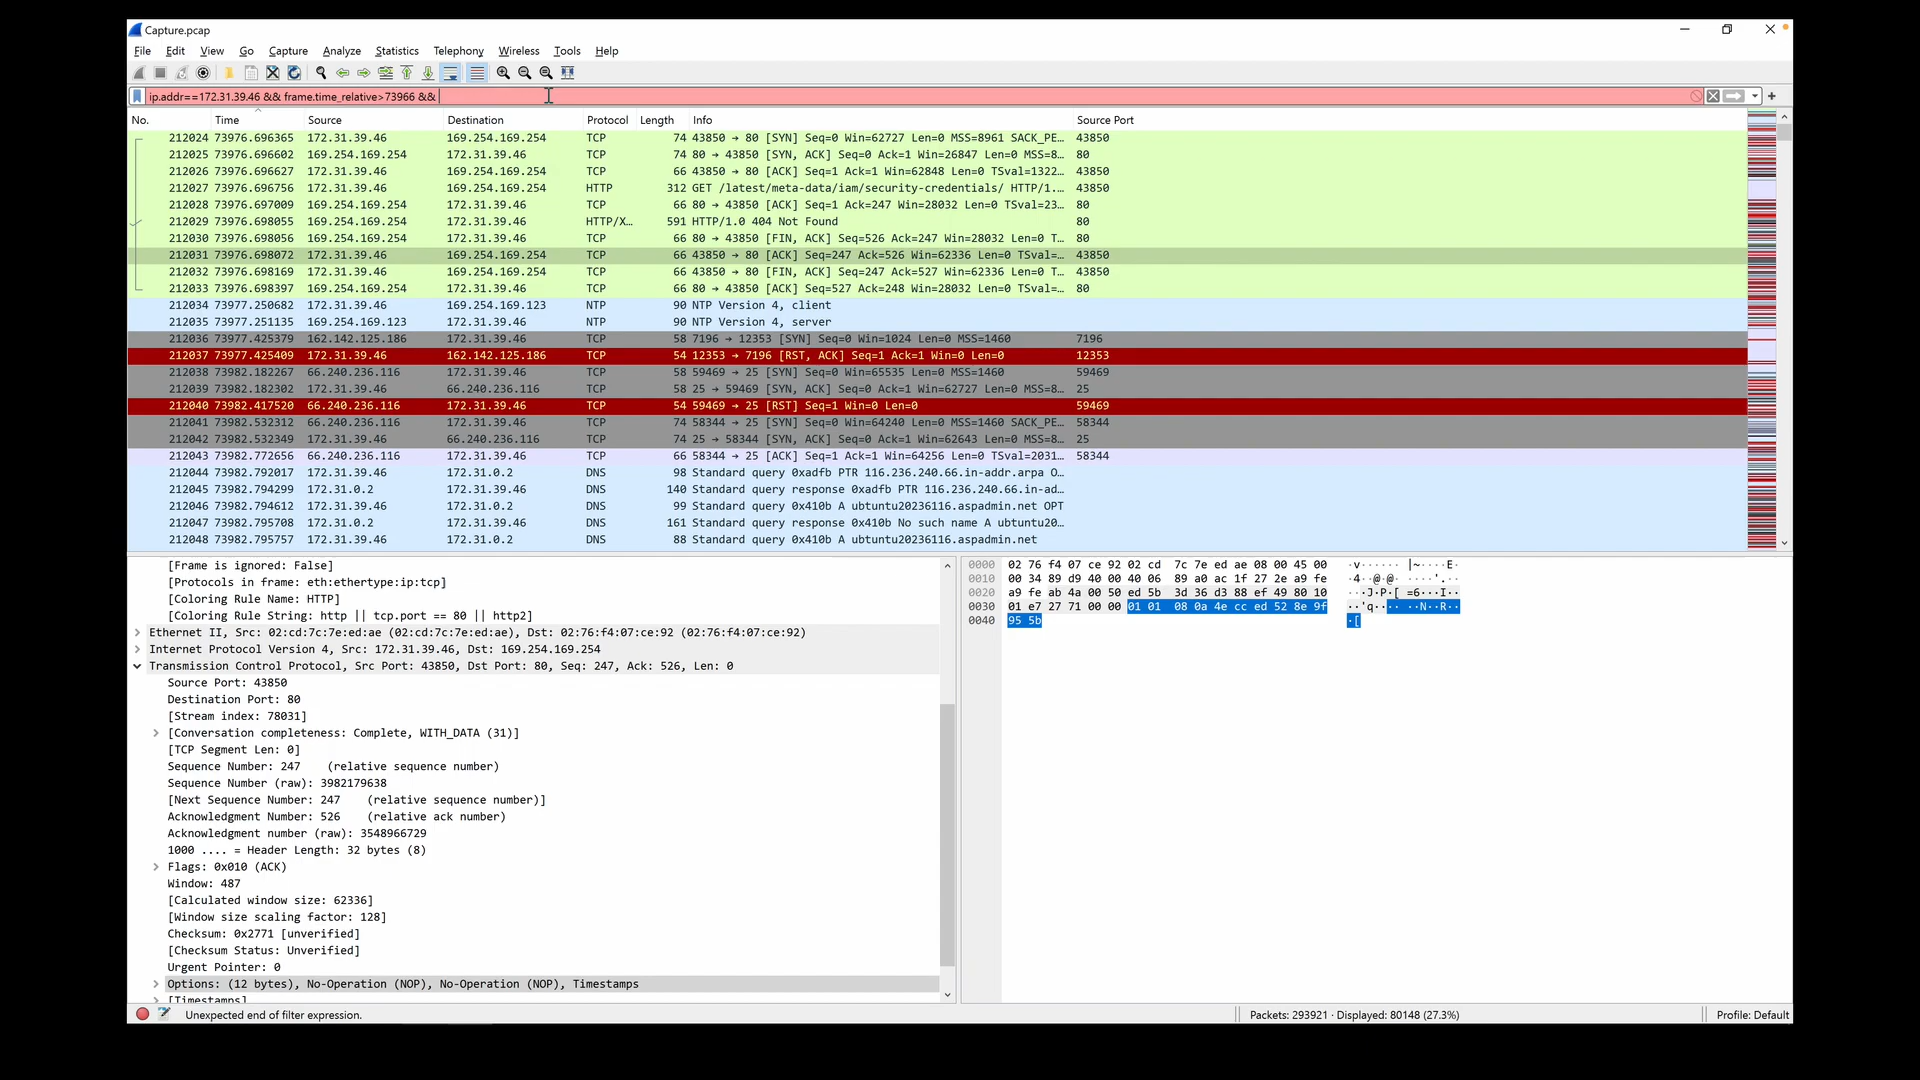 Capture.pcap
File Edit View Go Capture Analyze Statistics Telephony Wireless Tools Help
ip.addr==172.31.39.46 && frame.time_relative>73966 &&
No. Time Source Destination Protocol Length Info Source Port
212024 73976.696365 172.31.39.46 169.254.169.254 TCP 74 43850 → 80 [SYN] Seq=0 Win=62727 Len=0 MSS=8961 SACK_PE… 43850
212025 73976.696602 169.254.169.254 172.31.39.46 TCP 74 80 → 43850 [SYN, ACK] Seq=0 Ack=1 Win=26847 Len=0 MSS=8… 80
212026 73976.696627 172.31.39.46 169.254.169.254 TCP 66 43850 → 80 [ACK] Seq=1 Ack=1 Win=62848 Len=0 TSval=1322… 43850
212027 73976.696756 172.31.39.46 169.254.169.254 HTTP 312 GET /latest/meta-data/iam/security-credentials/ HTTP/1.… 43850
212028 73976.697009 169.254.169.254 172.31.39.46 TCP 66 80 → 43850 [ACK] Seq=1 Ack=247 Win=28032 Len=0 TSval=23… 80
212029 73976.698055 169.254.169.254 172.31.39.46 HTTP/X… 591 HTTP/1.0 404 Not Found 80
212030 73976.698056 169.254.169.254 172.31.39.46 TCP 66 80 → 43850 [FIN, ACK] Seq=526 Ack=247 Win=28032 Len=0 T… 80
212031 73976.698072 172.31.39.46 169.254.169.254 TCP 66 43850 → 80 [ACK] Seq=247 Ack=526 Win=62336 Len=0 TSval=… 43850
212032 73976.698169 172.31.39.46 169.254.169.254 TCP 66 43850 → 80 [FIN, ACK] Seq=247 Ack=527 Win=62336 Len=0 T… 43850
212033 73976.698397 169.254.169.254 172.31.39.46 TCP 66 80 → 43850 [ACK] Seq=527 Ack=248 Win=28032 Len=0 TSval=… 80
212034 73977.250682 172.31.39.46 169.254.169.123 NTP 90 NTP Version 4, client
212035 73977.251135 169.254.169.123 172.31.39.46 NTP 90 NTP Version 4, server
212036 73977.425379 162.142.125.186 172.31.39.46 TCP 58 7196 → 12353 [SYN] Seq=0 Win=1024 Len=0 MSS=1460 7196
212037 73977.425409 172.31.39.46 162.142.125.186 TCP 54 12353 → 7196 [RST, ACK] Seq=1 Ack=1 Win=0 Len=0 12353
212038 73982.182267 66.240.236.116 172.31.39.46 TCP 58 59469 → 25 [SYN] Seq=0 Win=65535 Len=0 MSS=1460 59469
212039 73982.182302 172.31.39.46 66.240.236.116 TCP 58 25 → 59469 [SYN, ACK] Seq=0 Ack=1 Win=62727 Len=0 MSS=8… 25
212040 73982.417520 66.240.236.116 172.31.39.46 TCP 54 59469 → 25 [RST] Seq=1 Win=0 Len=0 59469
212041 73982.532312 66.240.236.116 172.31.39.46 TCP 74 58344 → 25 [SYN] Seq=0 Win=64240 Len=0 MSS=1460 SACK_PE… 58344
212042 73982.532349 172.31.39.46 66.240.236.116 TCP 74 25 → 58344 [SYN, ACK] Seq=0 Ack=1 Win=62643 Len=0 MSS=8… 25
212043 73982.772656 66.240.236.116 172.31.39.46 TCP 66 58344 → 25 [ACK] Seq=1 Ack=1 Win=64256 Len=0 TSval=2031… 58344
212044 73982.792017 172.31.39.46 172.31.0.2 DNS 98 Standard query 0xadfb PTR 116.236.240.66.in-addr.arpa O…
212045 73982.794299 172.31.0.2 172.31.39.46 DNS 140 Standard query response 0xadfb PTR 116.236.240.66.in-ad…
212046 73982.794612 172.31.39.46 172.31.0.2 DNS 99 Standard query 0x410b A ubtuntu20236116.aspadmin.net OPT
212047 73982.795708 172.31.0.2 172.31.39.46 DNS 161 Standard query response 0x410b No such name A ubtuntu20…
212048 73982.795757 172.31.39.46 172.31.0.2 DNS 88 Standard query 0x410b A ubtuntu20236116.aspadmin.net
[Frame is ignored: False]
[Protocols in frame: eth:ethertype:ip:tcp]
[Coloring Rule Name: HTTP]
[Coloring Rule String: http || tcp.port == 80 || http2]
Ethernet II, Src: 02:cd:7c:7e:ed:ae (02:cd:7c:7e:ed:ae), Dst: 02:76:f4:07:ce:92 (02:76:f4:07:ce:92)
Internet Protocol Version 4, Src: 172.31.39.46, Dst: 169.254.169.254
Transmission Control Protocol, Src Port: 43850, Dst Port: 80, Seq: 247, Ack: 526, Len: 0
Source Port: 43850
Destination Port: 80
[Stream index: 78031]
[Conversation completeness: Complete, WITH_DATA (31)]
[TCP Segment Len: 0]
Sequence Number: 247 (relative sequence number)
Sequence Number (raw): 3982179638
[Next Sequence Number: 247 (relative sequence number)]
Acknowledgment Number: 526 (relative ack number)
Acknowledgment number (raw): 3548966729
1000 .... = Header Length: 32 bytes (8)
Flags: 0x010 (ACK)
Window: 487
[Calculated window size: 62336]
[Window size scaling factor: 128]
Checksum: 0x2771 [unverified]
[Checksum Status: Unverified]
Urgent Pointer: 0
Options: (12 bytes), No-Operation (NOP), No-Operation (NOP), Timestamps
[Timestamps]
0000 02 76 f4 07 ce 92 02 cd 7c 7e ed ae 08 00 45 00 ·v······ |~····E·
0010 00 34 89 d9 40 00 40 06 89 a0 ac 1f 27 2e a9 fe ·4··@·@· ····'.··
0020 a9 fe ab 4a 00 50 ed 5b 3d 36 d3 88 ef 49 80 10 ···J·P·[ =6···I··
0030 01 e7 27 71 00 00 01 01 08 0a 4e cc ed 52 8e 9f ··'q···· ··N··R··
0040 95 5b ·[
Unexpected end of filter expression.
Packets: 293921 · Displayed: 80148 (27.3%)
Profile: Default